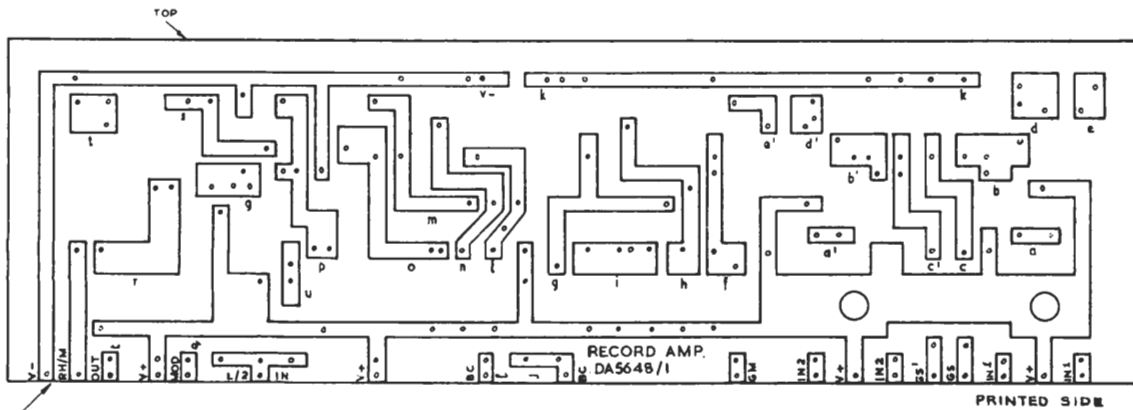 TOP
V- k k
t s a' d' d e
q b' b
m
r u p o n l g i h f a' c' c a
V- RH/M OUT t V+ MOD q L/2 IN V+ BC l j BC GM IN2 V+ IN2 GS' GS IN1 V+ IN1
RECORD AMP.
DA5648/1
PRINTED SIDE